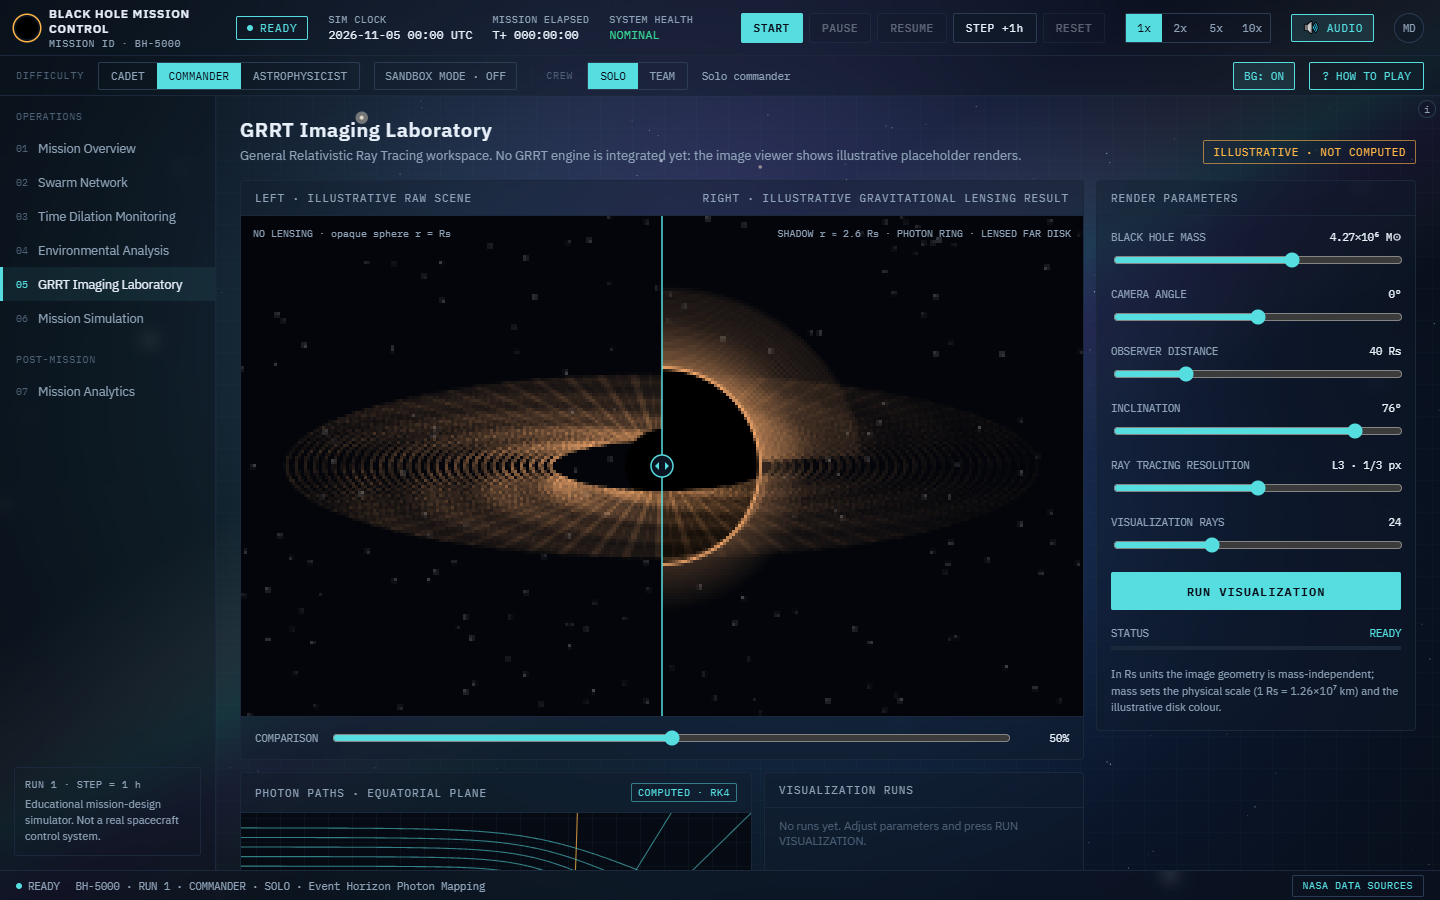 BLACK HOLE MISSION CONTROL
MISSION ID · BH-5000
READY
SIM CLOCK
2026-11-05 00:00 UTC
MISSION ELAPSED
T+ 000:00:00
SYSTEM HEALTH
NOMINAL
START
PAUSE
RESUME
STEP +1h
RESET
1x
2x
5x
10x
AUDIO
MD
DIFFICULTY
CADET
COMMANDER
ASTROPHYSICIST
SANDBOX MODE · OFF
CREW
SOLO
TEAM
Solo commander
BG: ON
? HOW TO PLAY
OPERATIONS
01 Mission Overview
02 Swarm Network
03 Time Dilation Monitoring
04 Environmental Analysis
05 GRRT Imaging Laboratory
06 Mission Simulation
POST-MISSION
07 Mission Analytics
RUN 1 · STEP = 1 h
Educational mission-design
simulator. Not a real spacecraft
control system.
GRRT Imaging Laboratory
General Relativistic Ray Tracing workspace. No GRRT engine is integrated yet: the image viewer shows illustrative placeholder renders.
ILLUSTRATIVE · NOT COMPUTED
i
LEFT · ILLUSTRATIVE RAW SCENE
RIGHT · ILLUSTRATIVE GRAVITATIONAL LENSING RESULT
NO LENSING · opaque sphere r = Rs
SHADOW r ≈ 2.6 Rs · PHOTON RING · LENSED FAR DISK
COMPARISON
50%
RENDER PARAMETERS
BLACK HOLE MASS
4.27×10⁶ M⊙
CAMERA ANGLE
0°
OBSERVER DISTANCE
40 Rs
INCLINATION
76°
RAY TRACING RESOLUTION
L3 · 1/3 px
VISUALIZATION RAYS
24
RUN VISUALIZATION
STATUS
READY
In Rs units the image geometry is mass-independent;
mass sets the physical scale (1 Rs = 1.26×10⁷ km) and the
illustrative disk colour.
PHOTON PATHS · EQUATORIAL PLANE
COMPUTED · RK4
VISUALIZATION RUNS
No runs yet. Adjust parameters and press RUN
VISUALIZATION.
READY
BH-5000 · RUN 1 · COMMANDER · SOLO · Event Horizon Photon Mapping
NASA DATA SOURCES